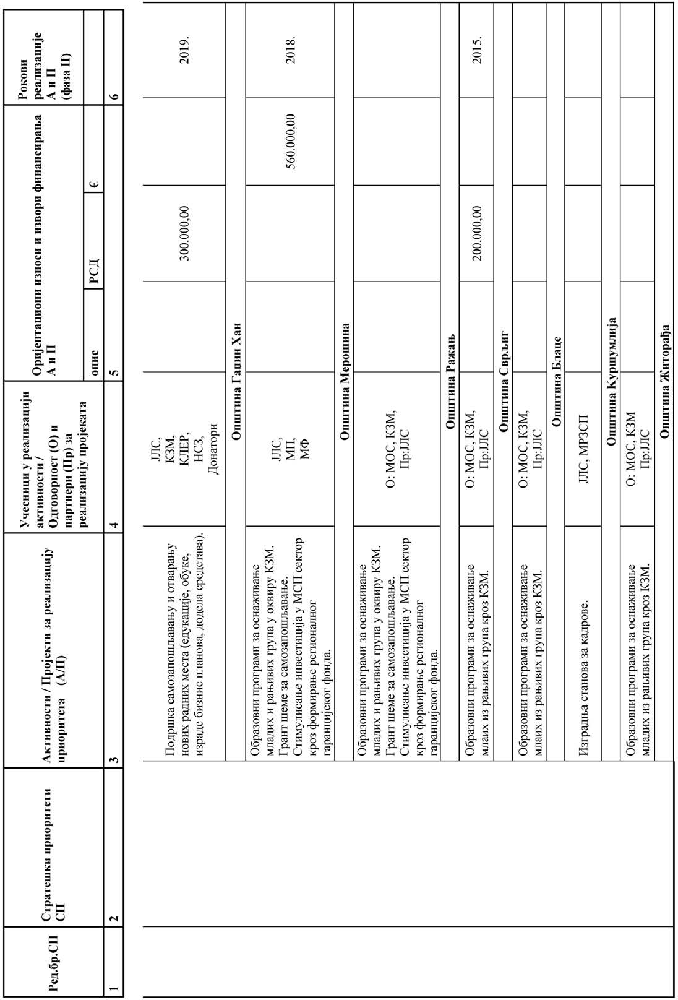 Ред.бр.СП
Стратешки приоритети
СП
Активности / Пројекти за реализацију
приоритета (А/П)
Учесници у реализацији
активности /
Одговорност (О) и
партнери (Пр) за
реализацију пројеката
Оријентациони износи и извори финансирања
А и П
опис
РСД
€
Рокови
реализације
А и П
(фаза II)
1
2
3
4
5
6
Подршка самозапошљавању и отварању
нових радних места (едукације, обуке,
израде бизнис планова, додела средстава).
ЈЛС,
КЗМ,
КЛЕР,
НСЗ,
Донатори
300.000,00
2019.
Општина Гаџин Хан
Образовни програми за оснаживање
младих и рањивих група у оквиру КЗМ.
Грант шеме за самозапошљавање.
Стимулисање инвестиција у МСП сектор
кроз формирање регионалног
гаранцијског фонда.
ЈЛС,
МП,
МФ
560.000,00
2018.
Општина Мерошина
Образовни програми за оснаживање
младих и рањивих група у оквиру КЗМ.
Грант шеме за самозапошљавање.
Стимулисање инвестиција у МСП сектор
кроз формирање регионалног
гаранцијског фонда.
О: МОС, КЗМ,
Пр:ЈЛС
Општина Ражањ
Образовни програми за оснаживање
млаих из рањивих група кроз КЗМ.
О: МОС, КЗМ,
Пр:ЈЛС
200.000,00
2015.
Општина Сврљиг
Образовни програми за оснаживање
млаих из рањивих група кроз КЗМ.
О: МОС, КЗМ,
Пр:ЈЛС
Општина Блаце
Изградња станова за кадрове.
ЈЛС, МРЗСП
Општина Куршумлија
Образовни програми за оснаживање
младих из рањивих група кроз КЗМ.
О: МОС, КЗМ
Пр:ЈЛС
Општина Житорађа